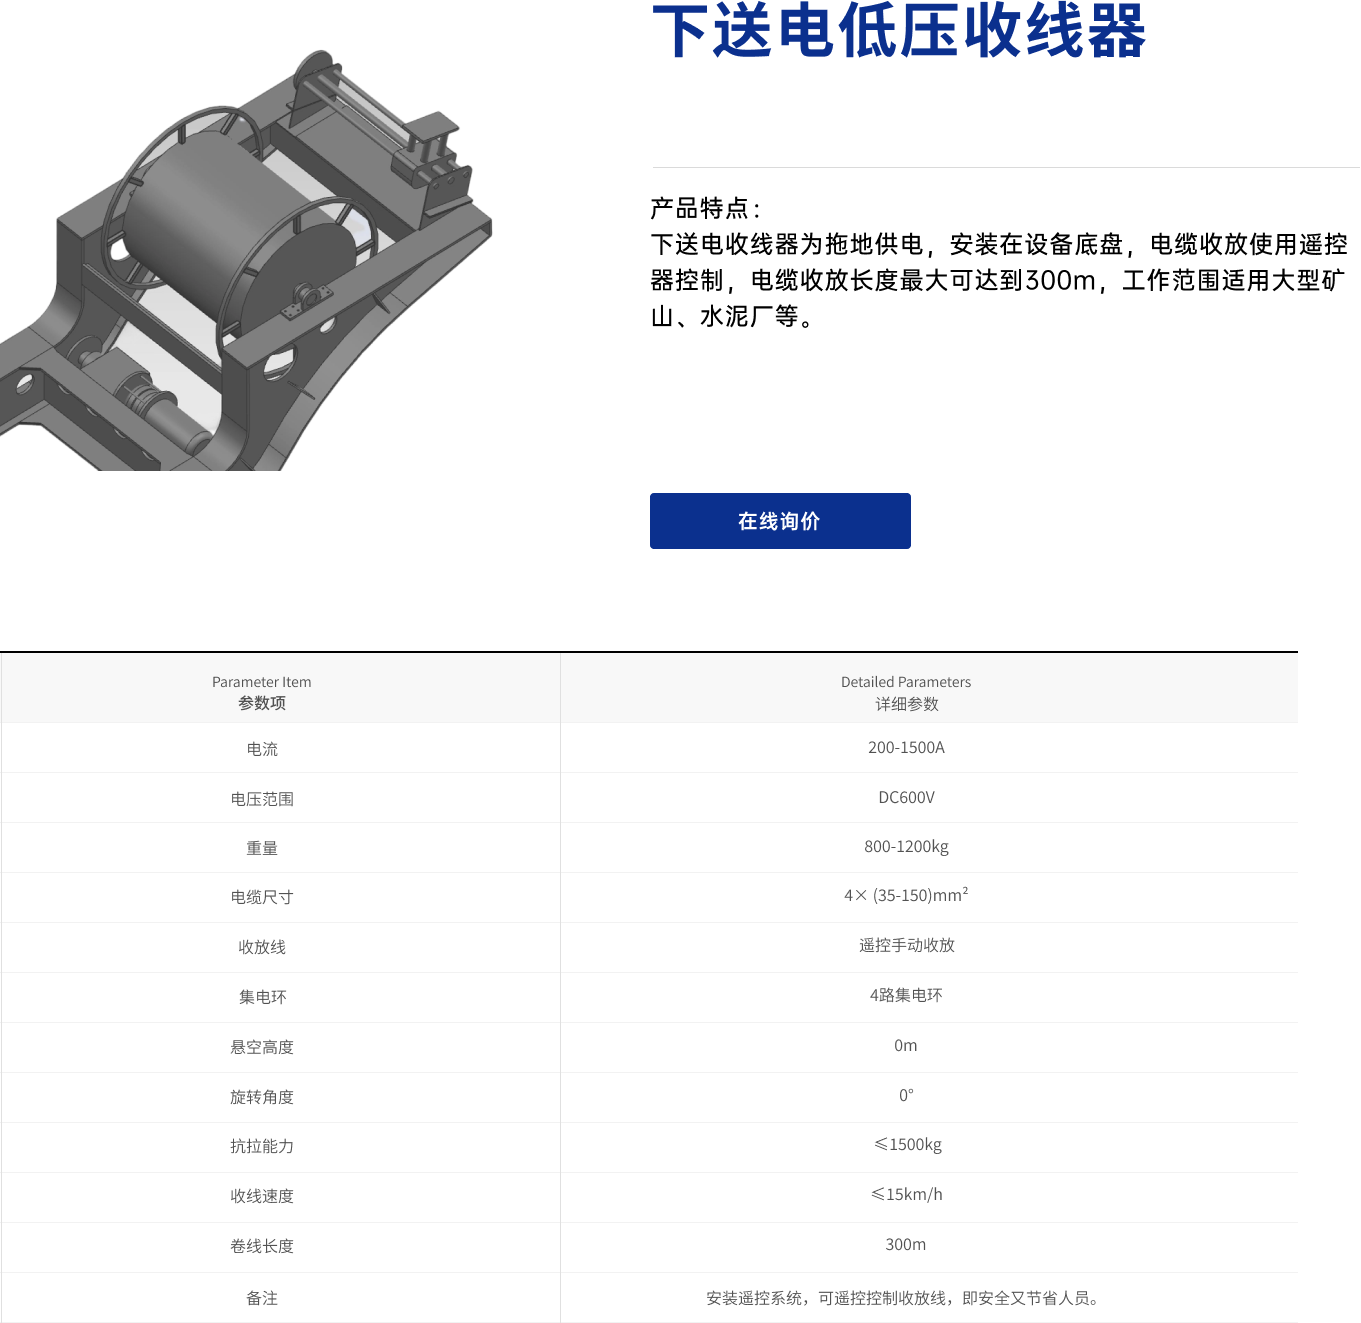 下送电低压收线器
产品特点：
下送电收线器为拖地供电，安装在设备底盘，电缆收放使用遥控
器控制，电缆收放长度最大可达到300m，工作范围适用大型矿
山、水泥厂等。
在线询价
Parameter Item
参数项
Detailed Parameters
详细参数
电流
200-1500A
电压范围
DC600V
重量
800-1200kg
电缆尺寸
4× (35-150)mm²
收放线
遥控手动收放
集电环
4路集电环
悬空高度
0m
旋转角度
0°
抗拉能力
≤1500kg
收线速度
≤15km/h
卷线长度
300m
备注
安装遥控系统，可遥控控制收放线，即安全又节省人员。